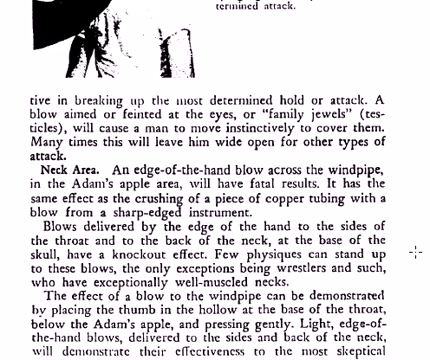 termined attack.
tive in breaking up the most determined hold or attack. A
blow aimed or feinted at the eyes, or "family jewels" (tes-
ticles), will cause a man to move instinctively to cover them.
Many times this will leave him wide open for other types of
attack.
Neck Area. An edge-of-the-hand blow across the windpipe,
in the Adam's apple area, will have fatal results. It has the
same effect as the crushing of a piece of copper tubing with a
blow from a sharp-edged instrument.
Blows delivered by the edge of the hand to the sides of
the throat and to the back of the neck, at the base of the
skull, have a knockout effect. Few physiques can stand up
to these blows, the only exceptions being wrestlers and such,
who have exceptionally well-muscled necks.
The effect of a blow to the windpipe can be demonstrated
by placing the thumb in the hollow at the base of the throat,
below the Adam's apple, and pressing gently. Light, edge-of-
the-hand blows, delivered to the sides and back of the neck,
will demonstrate their effectiveness to the most skeptical